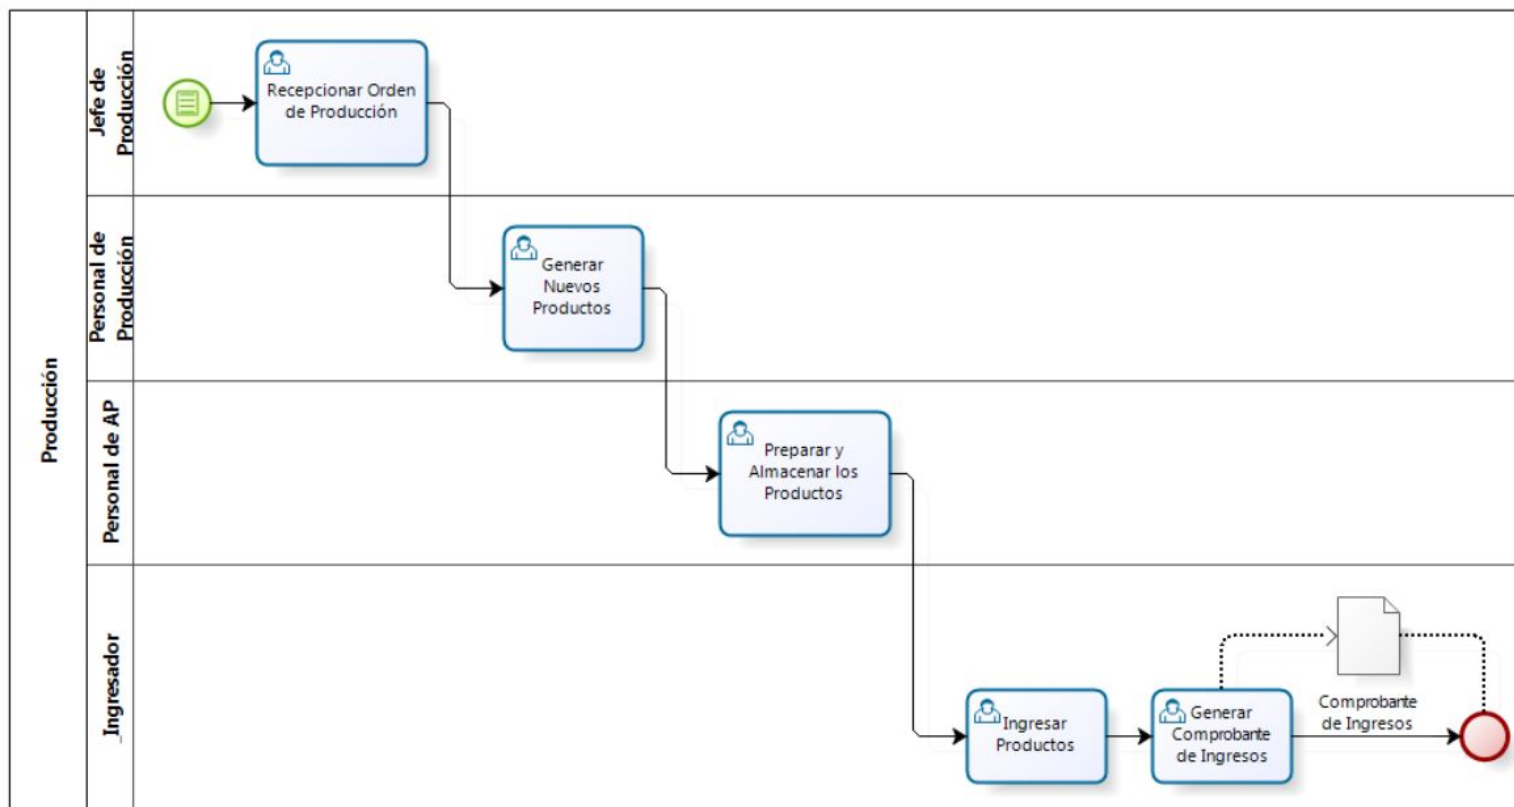 Producción
Jefe de
Producción
Recepcionar Orden
de Producción
Personal de
Producción
Generar
Nuevos
Productos
Personal de AP
Preparar y
Almacenar los
Productos
_Ingresador
Ingresar
Productos
Generar
Comprobante
de Ingresos
Comprobante
de Ingresos